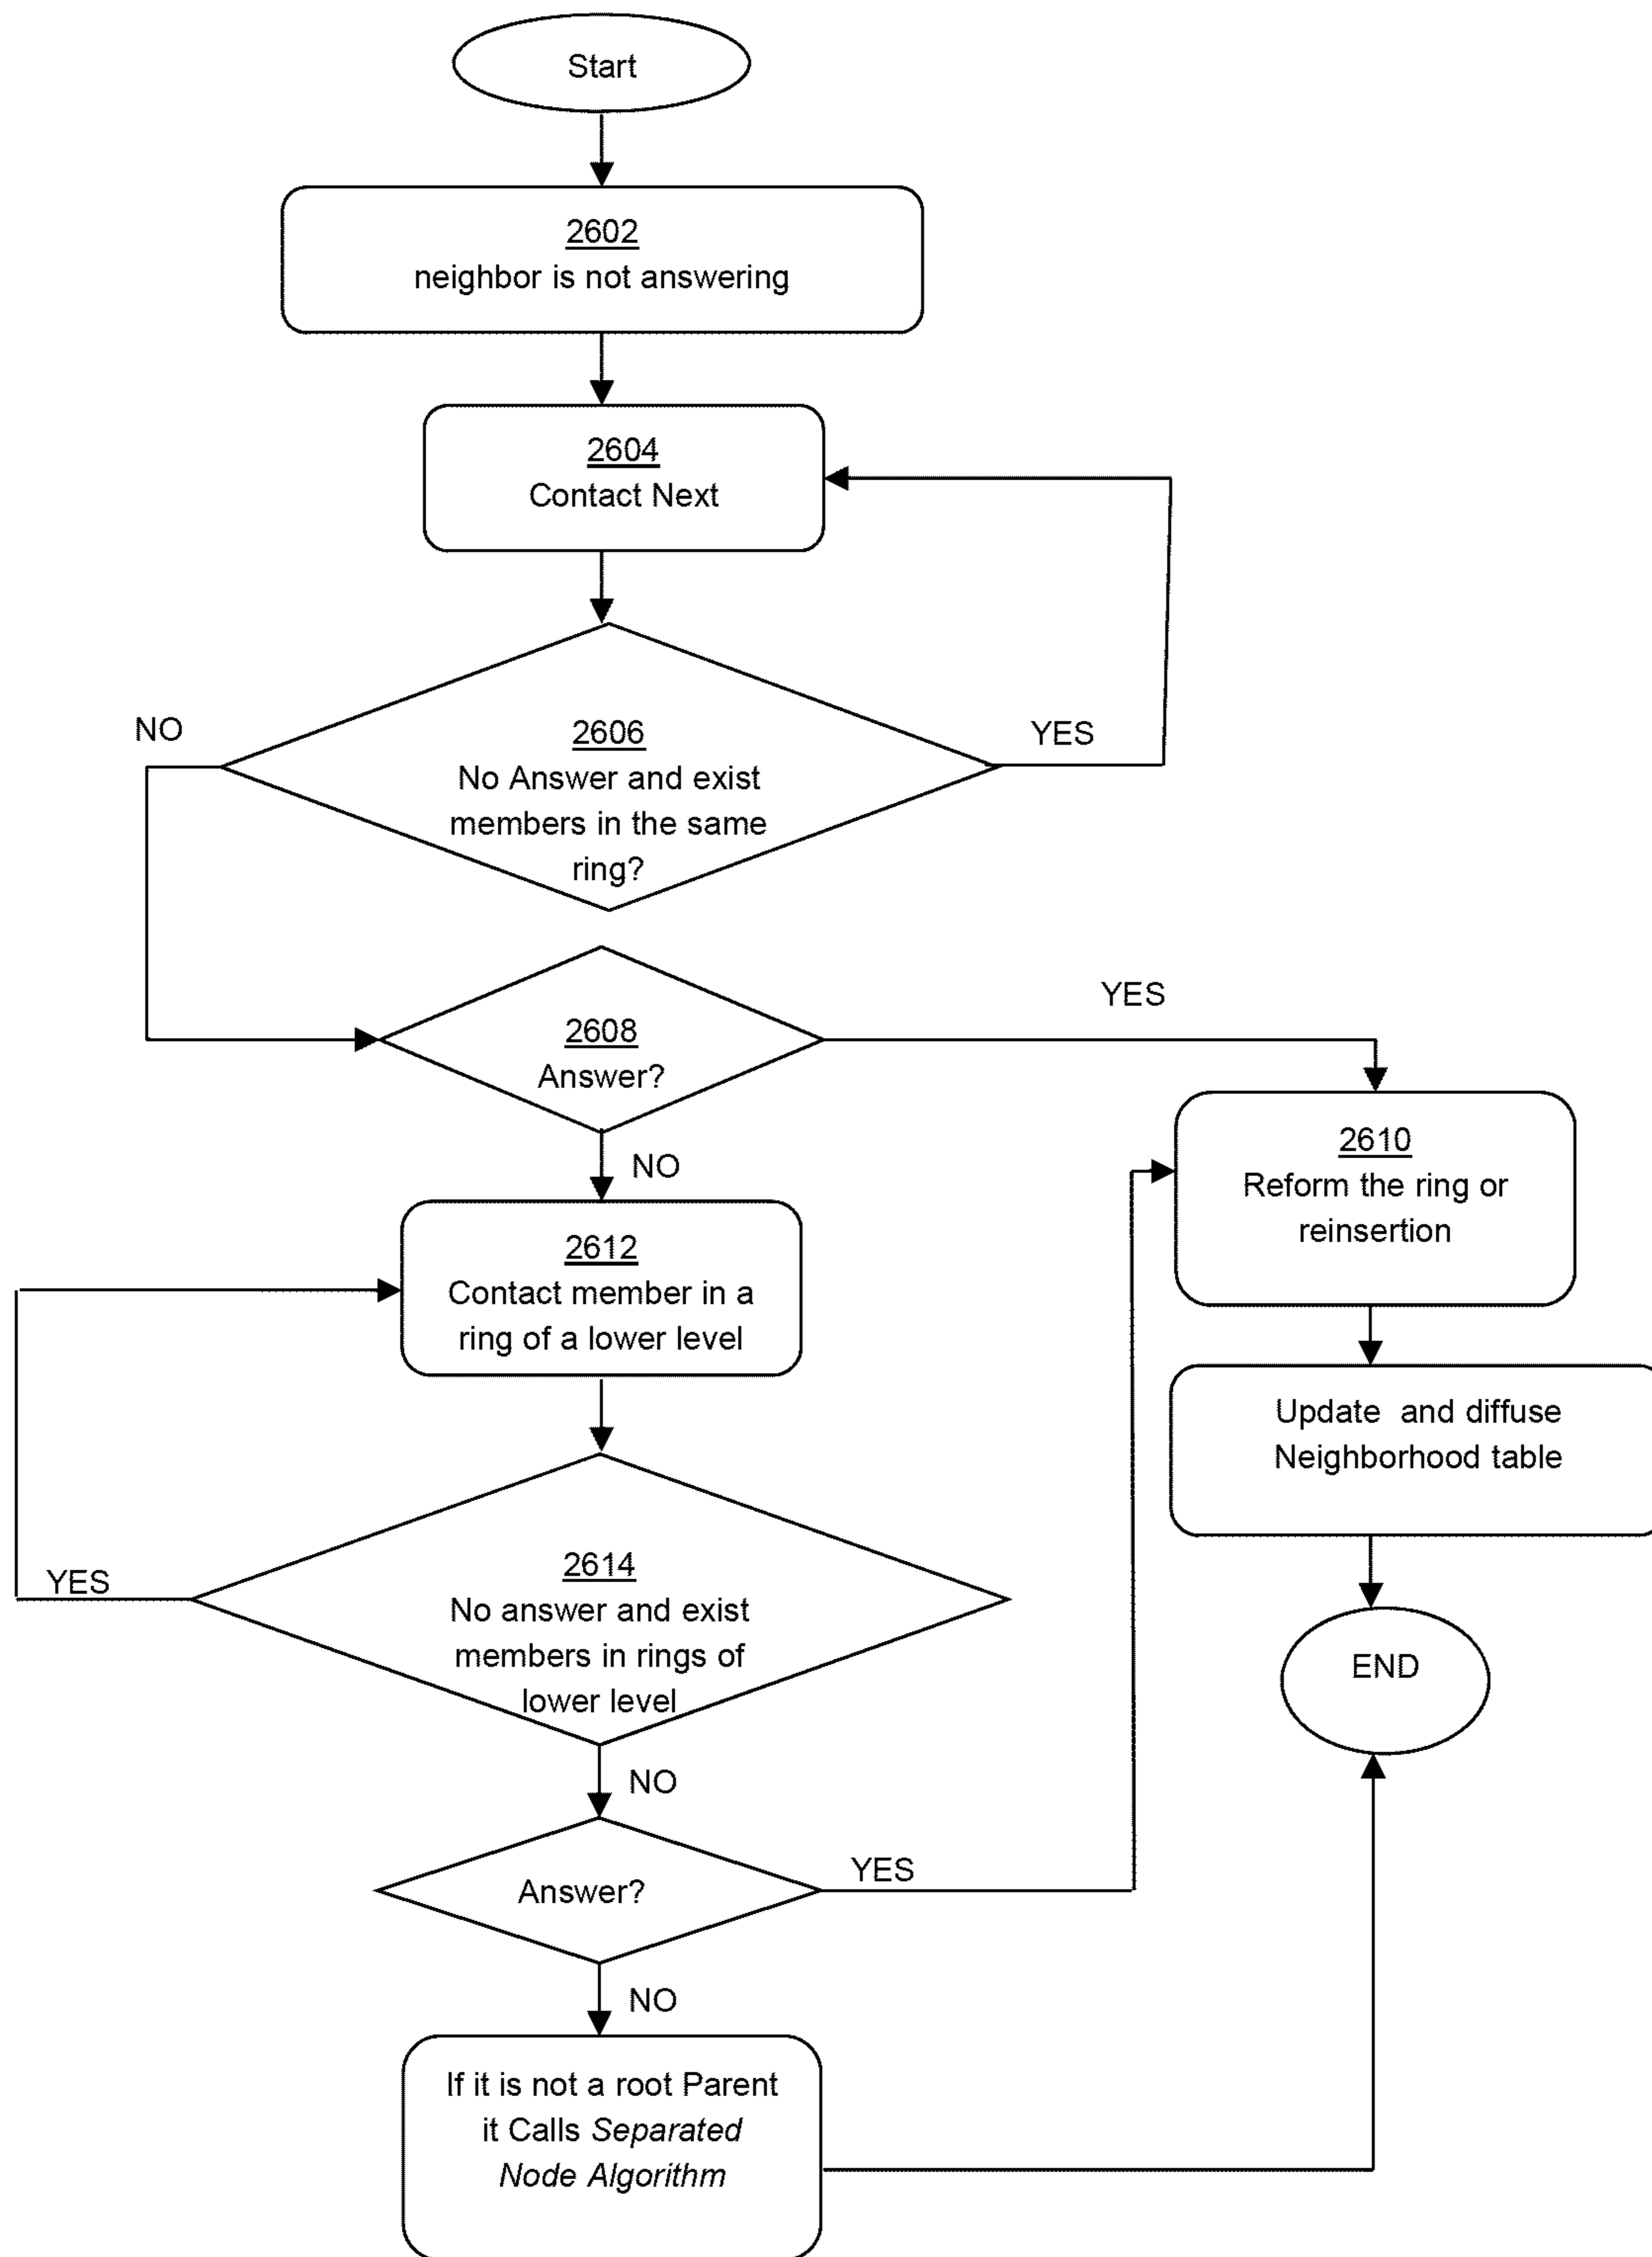 Start
2602
neighbor is not answering
2604
Contact Next
NO
2606
YES
No Answer and exist
members in the same
ring?
YES
2608
Answer?
NO
2610
Reform the ring or
reinsertion
2612
Contact member in a
ring of a lower level
Update and diffuse
Neighborhood table
YES
2614
No answer and exist
members in rings of
lower level
END
NO
Answer?
YES
NO
If it is not a root Parent
it Calls Separated
Node Algorithm